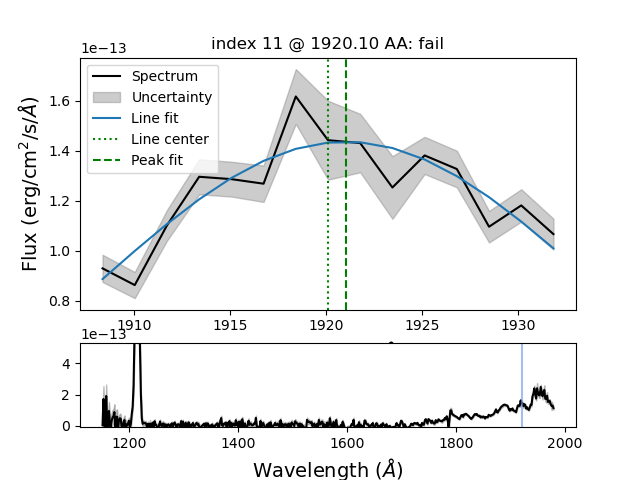 index 11 @ 1920.10 AA: fail
1e−13
Spectrum
Uncertainty
Line fit
Line center
Peak fit
Flux (erg/cm²/s/Å)
1.6
1.4
1.2
1.0
0.8
1910 1915 1920 1925 1930
1e−13
4
2
0
1200 1400 1600 1800 2000
Wavelength (Å)